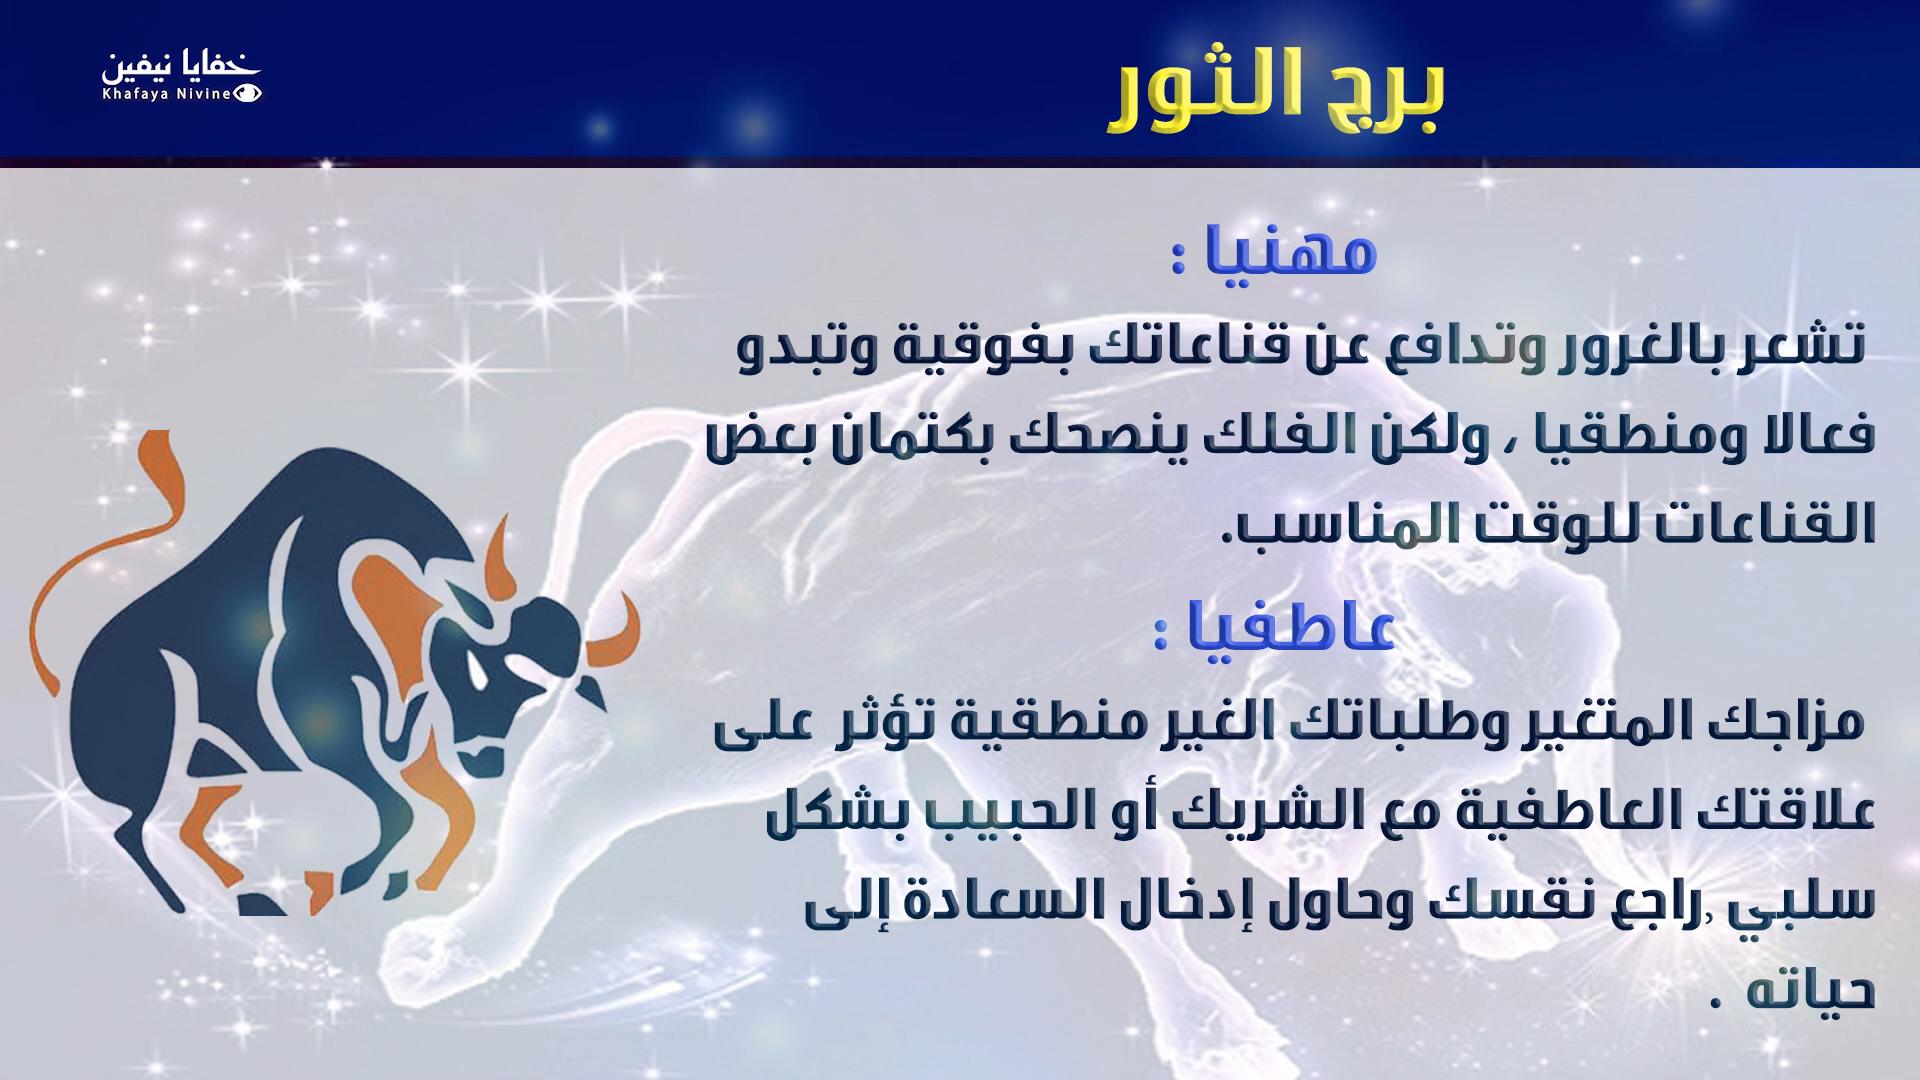 خفايا نيفين
Khafaya Nivine
برج الثور
مهنيا :
تشعر بالغرور وتدافع عن قناعاتك بفوقية وتبدو
فعالا ومنطقيا ، ولكن الفلك ينصحك بكتمان بعض
القناعات للوقت المناسب.
عاطفيا :
مزاجك المتغير وطلباتك الغير منطقية تؤثر على
علاقتك العاطفية مع الشريك أو الحبيب بشكل
سلبي ,راجع نقسك وحاول إدخال السعادة إلى
حياته .